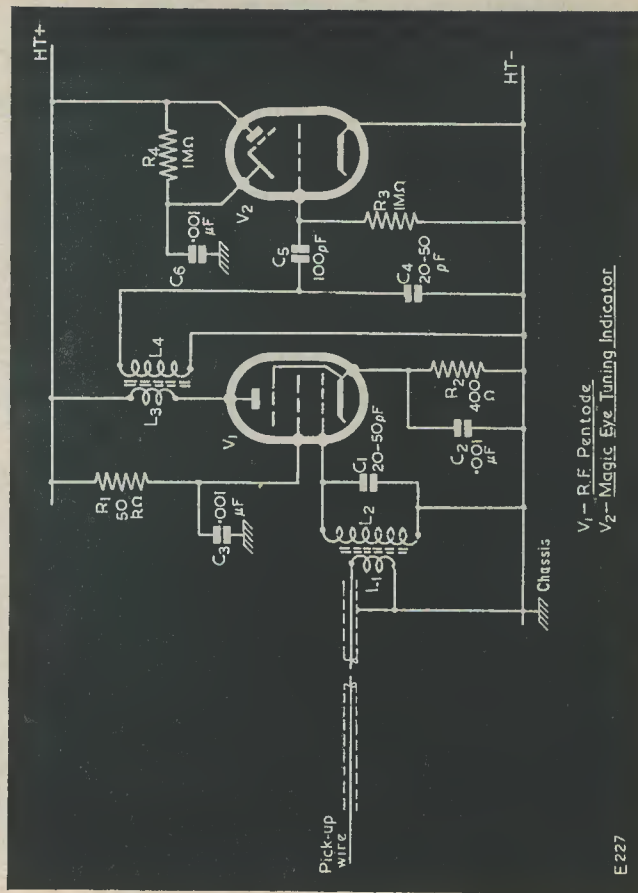 HT+
R1
50
RΩ
L3
L4
R4
1MΩ
C6
.001
μF
V1
V2
C3
.001
μF
C5
100pF
Pick-up
wire
L1
L2
C1
20-50pF
C4
20-50
pF
R3
1MΩ
C2
.001
μF
R2
400
Ω
HT-
Chassis
V1 - R.F. Pentode
V2 - Magic Eye Tuning Indicator
E227